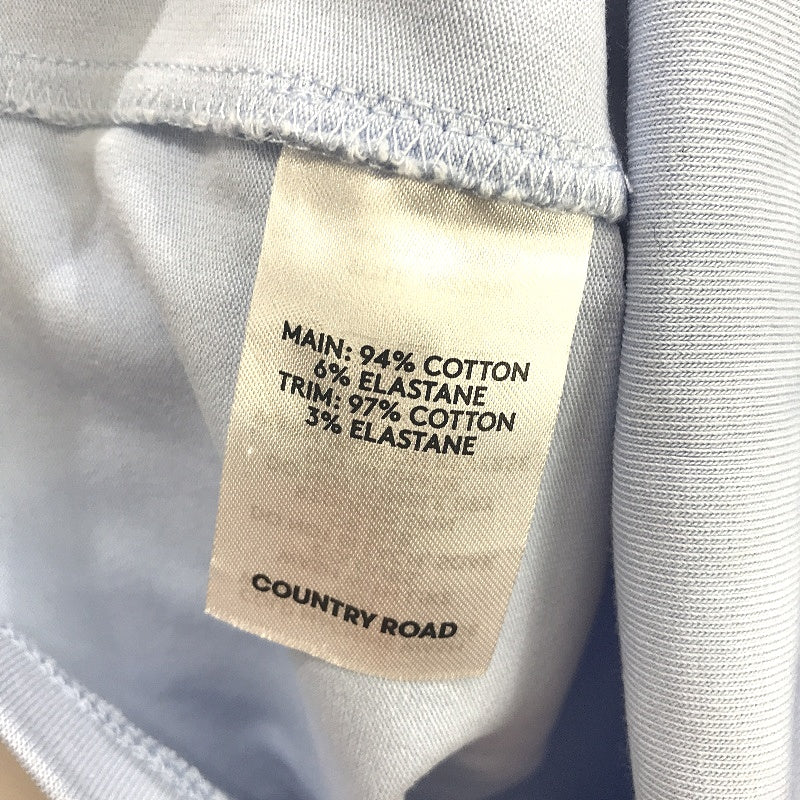 MAIN: 94% COTTON
6% ELASTANE
TRIM: 97% COTTON
3% ELASTANE
COUNTRY ROAD